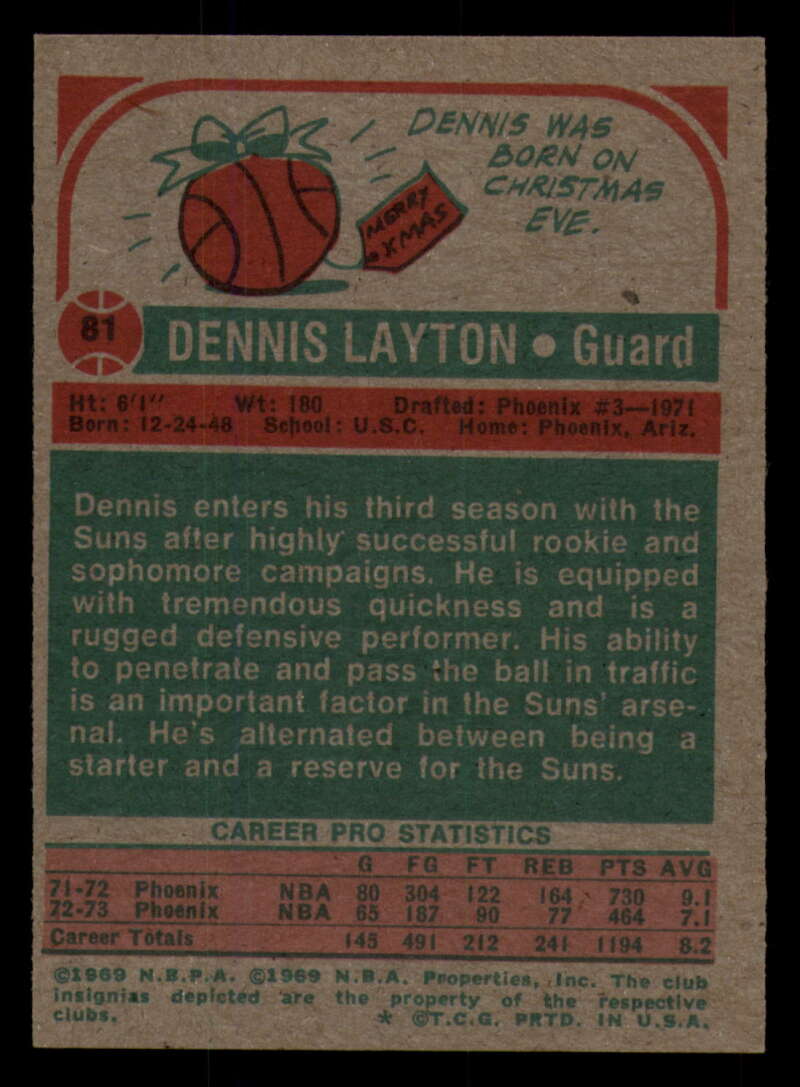 DENNIS WAS
BORN ON
CHRISTMAS
EVE.
MERRY
XMAS
81
DENNIS LAYTON • Guard
Ht: 6'1" Wt: 180 Drafted: Phoenix #3—1971
Born: 12-24-48 School: U.S.C. Home: Phoenix, Ariz.
Dennis enters his third season with the
Suns after highly successful rookie and
sophomore campaigns. He is equipped
with tremendous quickness and is a
rugged defensive performer. His ability
to penetrate and pass the ball in traffic
is an important factor in the Suns' arse-
nal. He's alternated between being a
starter and a reserve for the Suns.
CAREER PRO STATISTICS
G FG FT REB PTS AVG
71-72 Phoenix NBA 80 304 122 164 730 9.1
72-73 Phoenix NBA 65 187 90 77 464 7.1
Career Totals 145 491 212 241 1194 8.2
©1969 N.B.P.A. ©1969 N.B.A. Properties, Inc. The club
insignias depicted are the property of the respective
clubs. * ©T.C.G. PRTD. IN U.S.A.